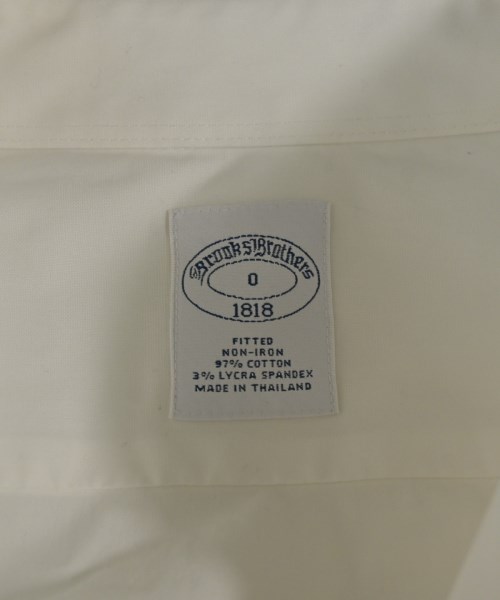 Brooks Brothers
0
1818
FITTED
NON-IRON
97% COTTON
3% LYCRA SPANDEX
MADE IN THAILAND